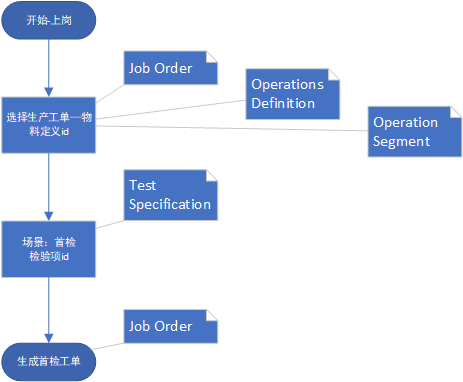 开始-上岗
Job Order
Operations
Definition
选择生产工单—物
料定义id
Operation
Segment
Test
Specification
场景：首检
检验项id
Job Order
生成首检工单